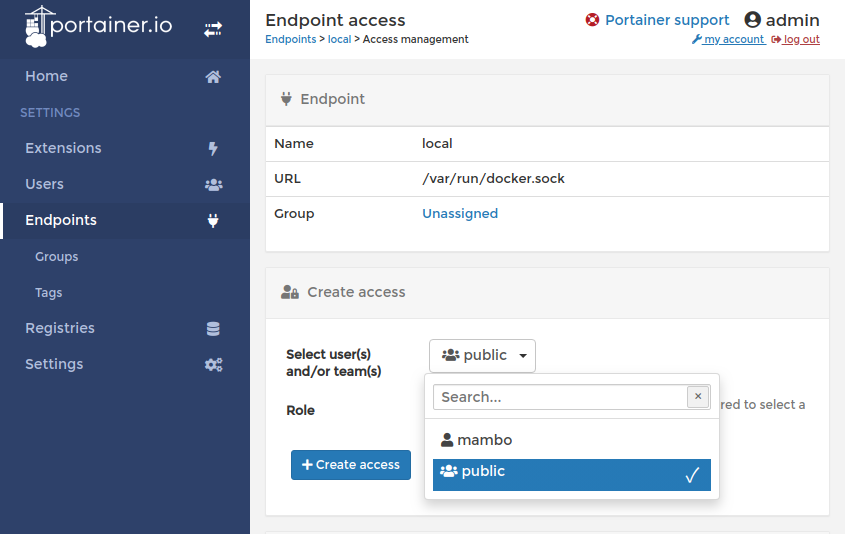 portainer.io
Home
SETTINGS
Extensions
Users
Endpoints
Groups
Tags
Registries
Settings
Endpoint access
Portainer support
admin
Endpoints > local > Access management
my account
log out
Endpoint
Name local
URL /var/run/docker.sock
Group Unassigned
Create access
Select user(s)
and/or team(s)
public
Search...
×
Role
red to select a
mambo
public
+ Create access